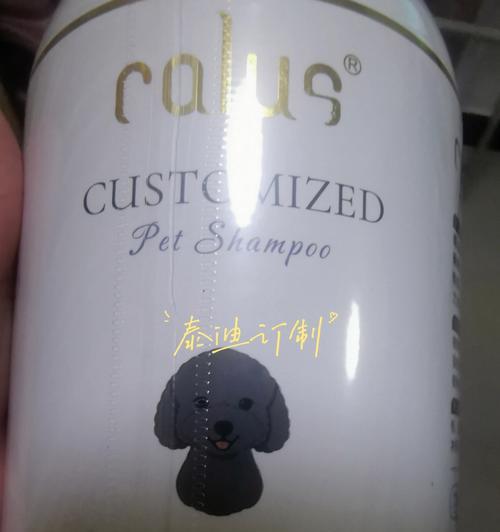 ralus®
CUSTOMIZED
Pet Shampoo
泰迪订制